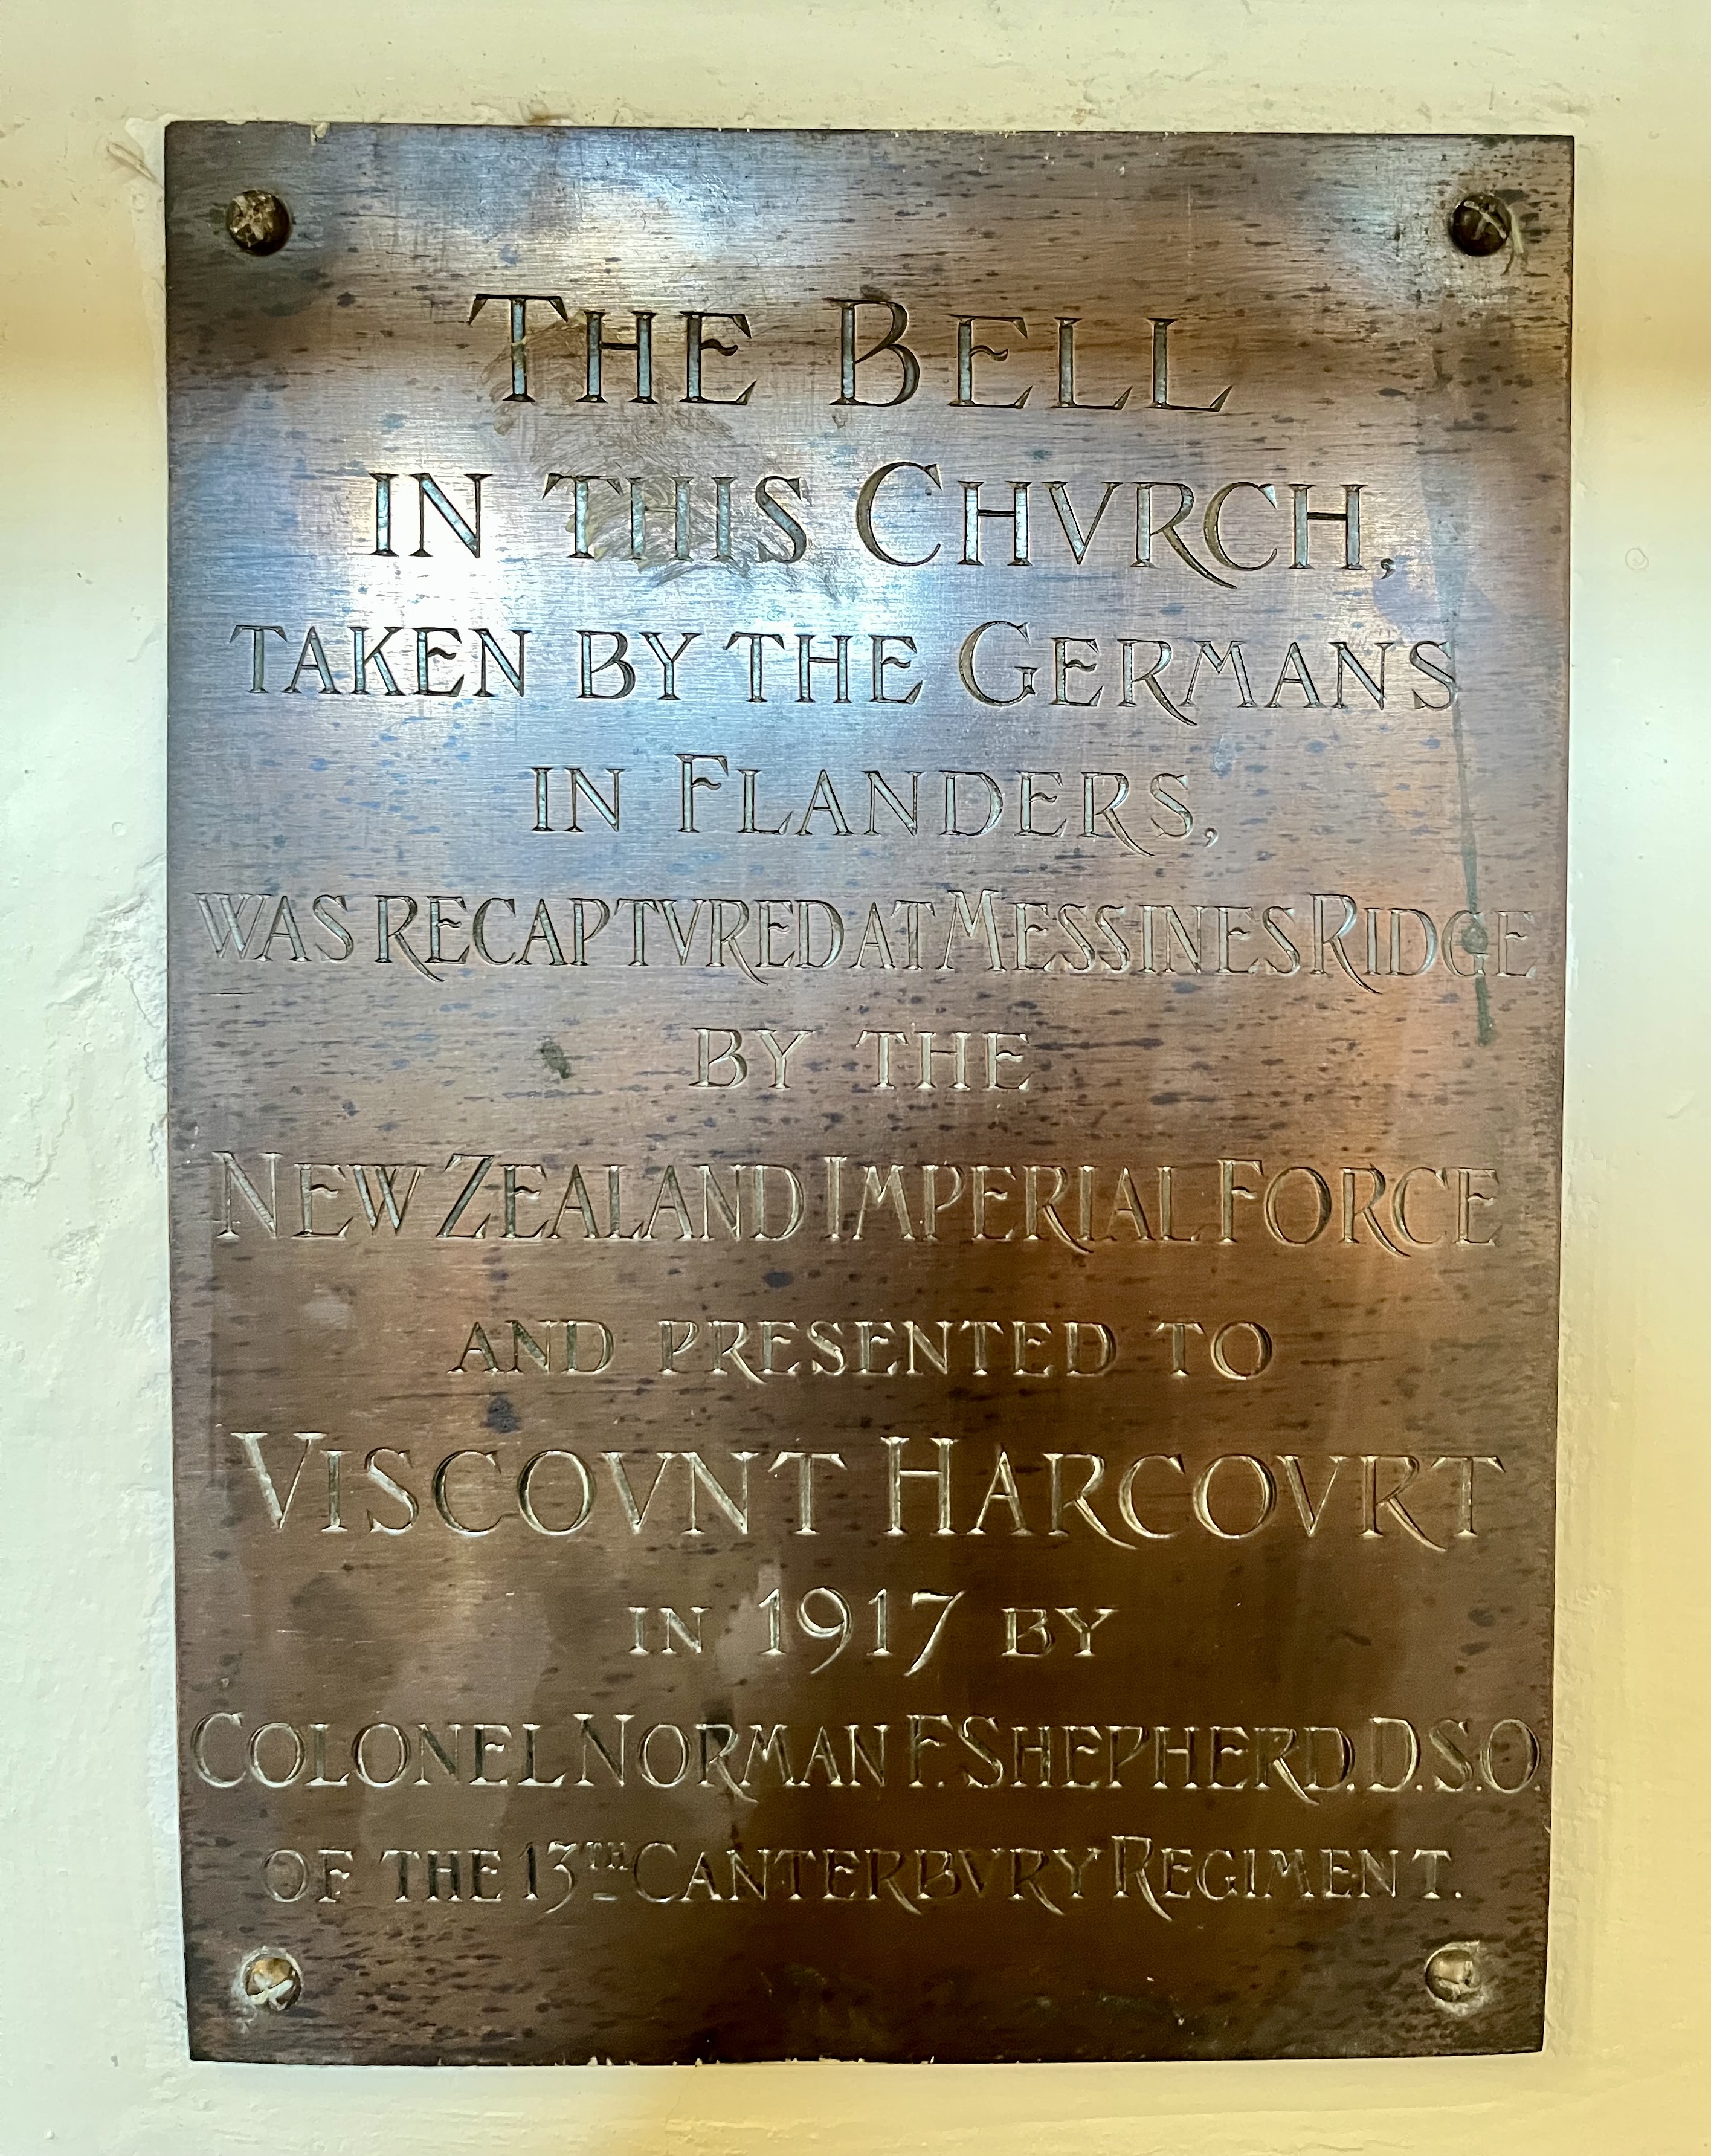 THE BELL
IN THIS CHVRCH,
TAKEN BY THE GERMANS
IN FLANDERS,
WAS RECAPTVRED AT MESSINES RIDGE
BY THE
NEW ZEALAND IMPERIAL FORCE
AND PRESENTED TO
VISCOVNT HARCOVRT
IN 1917 BY
COLONEL NORMAN F. SHEPHERD. D.S.O.
OF THE 13TH CANTERBVRY REGIMENT.